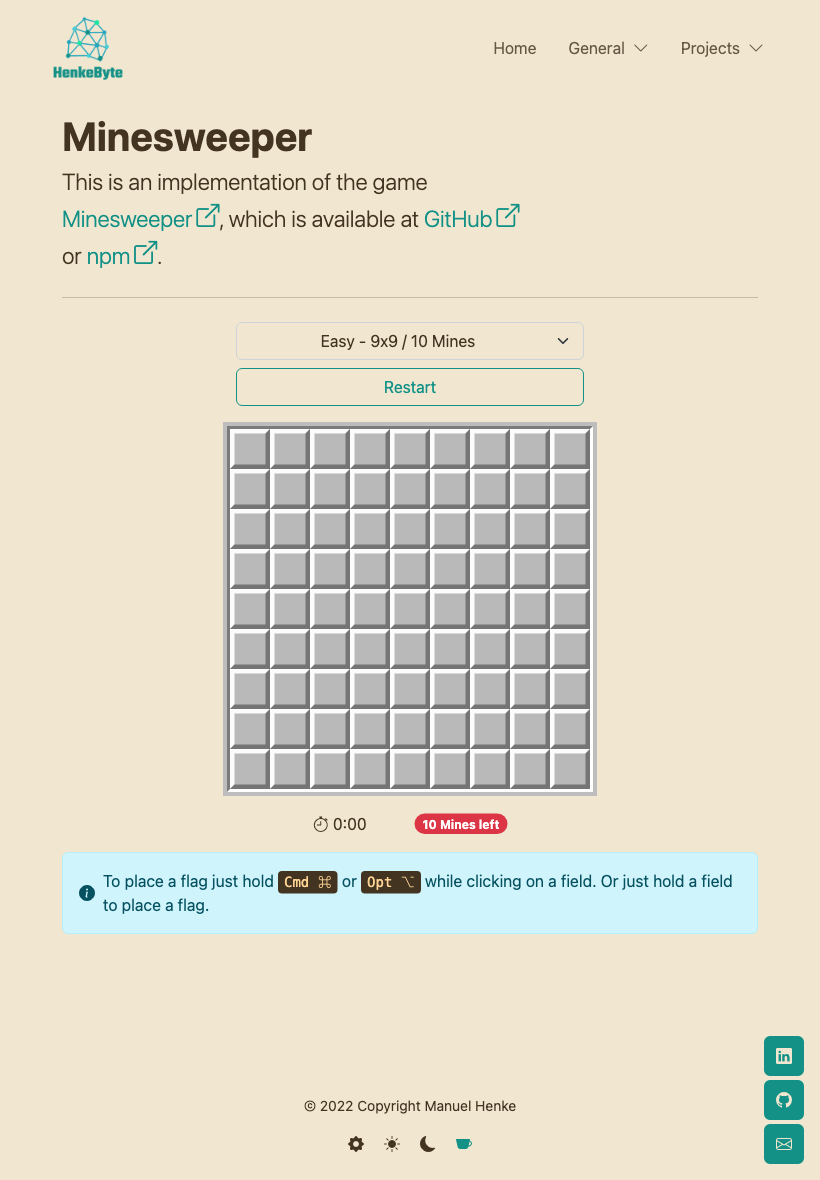 HenkeByte
Home General Projects
Minesweeper
This is an implementation of the game
Minesweeper, which is available at GitHub
or npm.
Easy - 9x9 / 10 Mines
Restart
0:00 10 Mines left
To place a flag just hold Cmd ⌘ or Opt ⌥ while clicking on a field. Or just hold a field
to place a flag.
© 2022 Copyright Manuel Henke